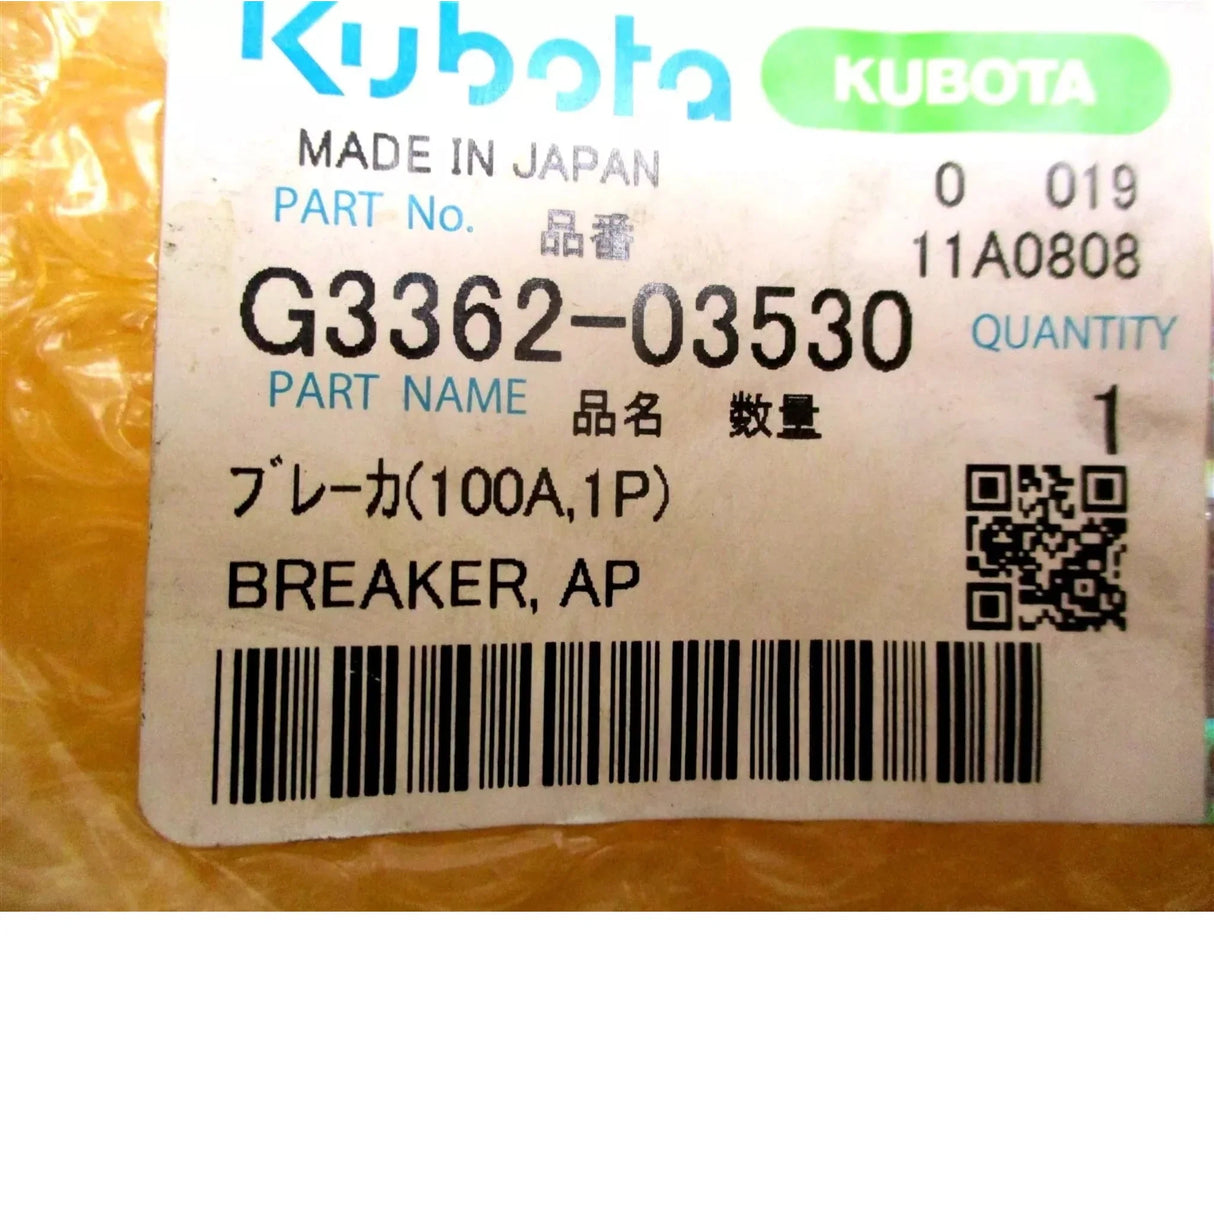 Kubota KUBOTA
MADE IN JAPAN
0 019
PART No. 品番
11A0808
G3362-03530
QUANTITY
PART NAME 品名 数量
1
ブレーカ(100A,1P)
BREAKER, AP